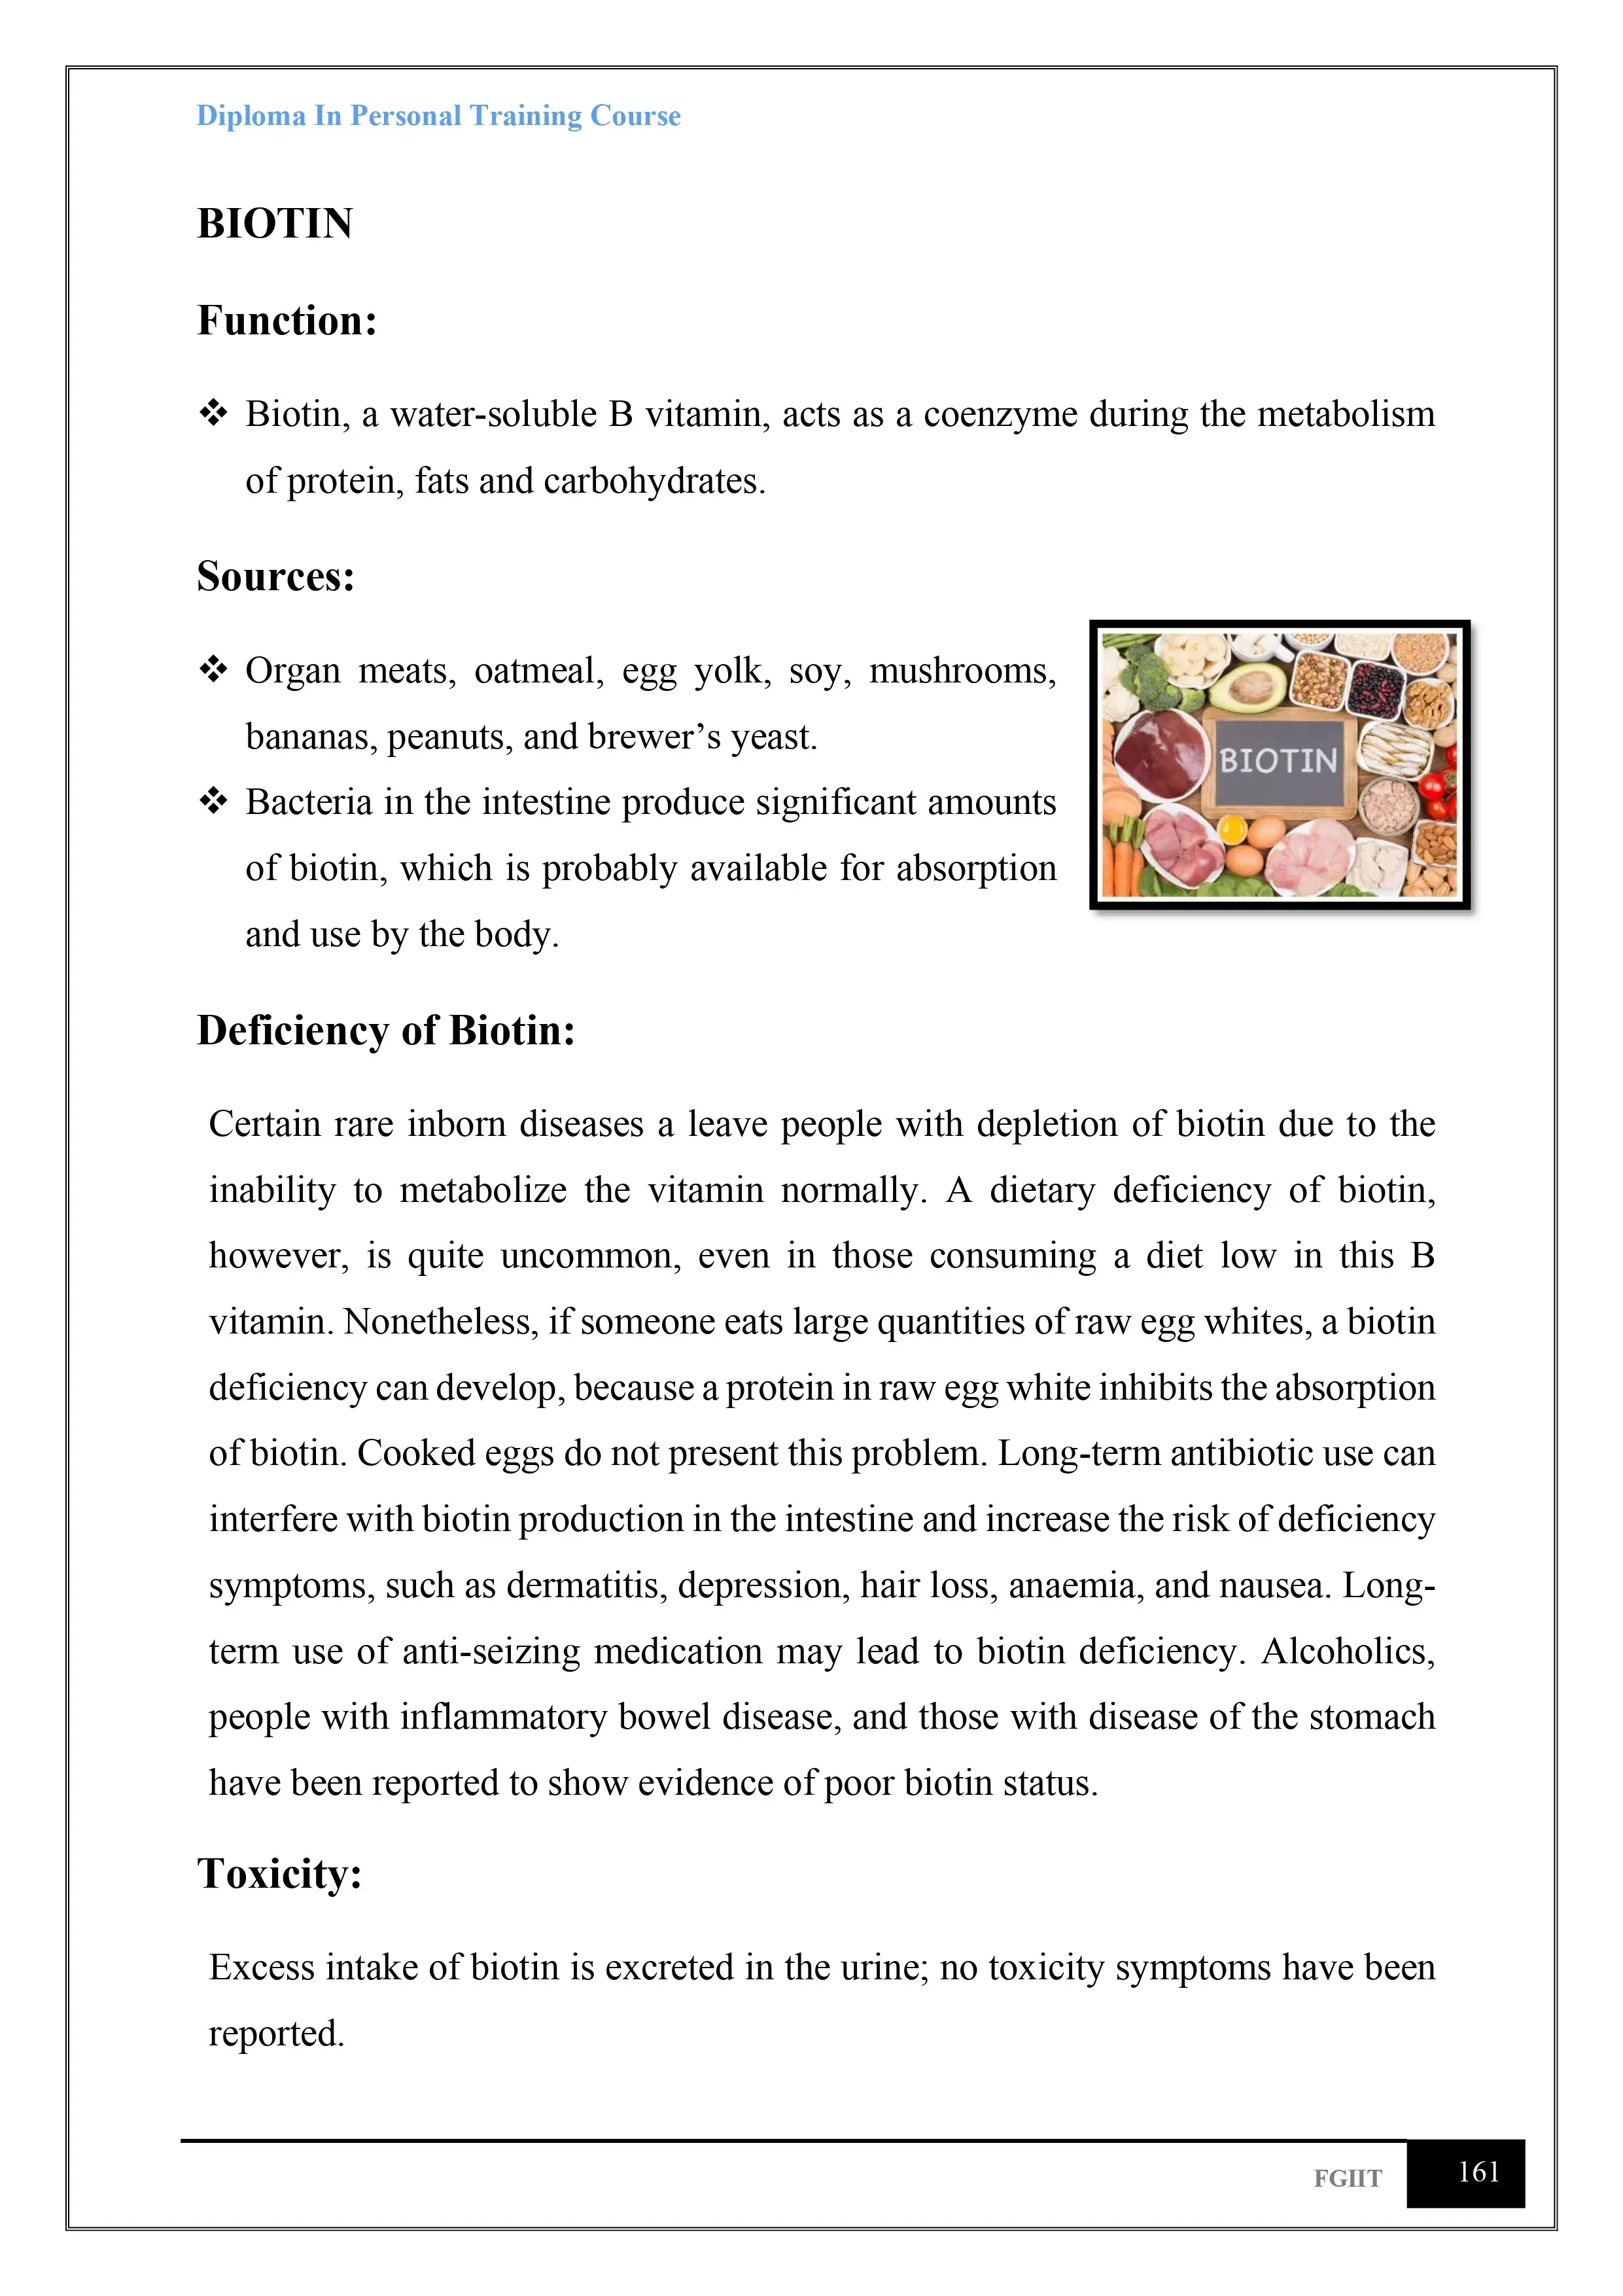 Diploma In Personal Training Course
BIOTIN
Function:
❖ Biotin, a water-soluble B vitamin, acts as a coenzyme during the metabolism
of protein, fats and carbohydrates.
Sources:
❖ Organ meats, oatmeal, egg yolk, soy, mushrooms,
bananas, peanuts, and brewer’s yeast.
❖ Bacteria in the intestine produce significant amounts
of biotin, which is probably available for absorption
and use by the body.
BIOTIN
Deficiency of Biotin:
Certain rare inborn diseases a leave people with depletion of biotin due to the
inability to metabolize the vitamin normally. A dietary deficiency of biotin,
however, is quite uncommon, even in those consuming a diet low in this B
vitamin. Nonetheless, if someone eats large quantities of raw egg whites, a biotin
deficiency can develop, because a protein in raw egg white inhibits the absorption
of biotin. Cooked eggs do not present this problem. Long-term antibiotic use can
interfere with biotin production in the intestine and increase the risk of deficiency
symptoms, such as dermatitis, depression, hair loss, anaemia, and nausea. Long-
term use of anti-seizing medication may lead to biotin deficiency. Alcoholics,
people with inflammatory bowel disease, and those with disease of the stomach
have been reported to show evidence of poor biotin status.
Toxicity:
Excess intake of biotin is excreted in the urine; no toxicity symptoms have been
reported.
FGIIT 161